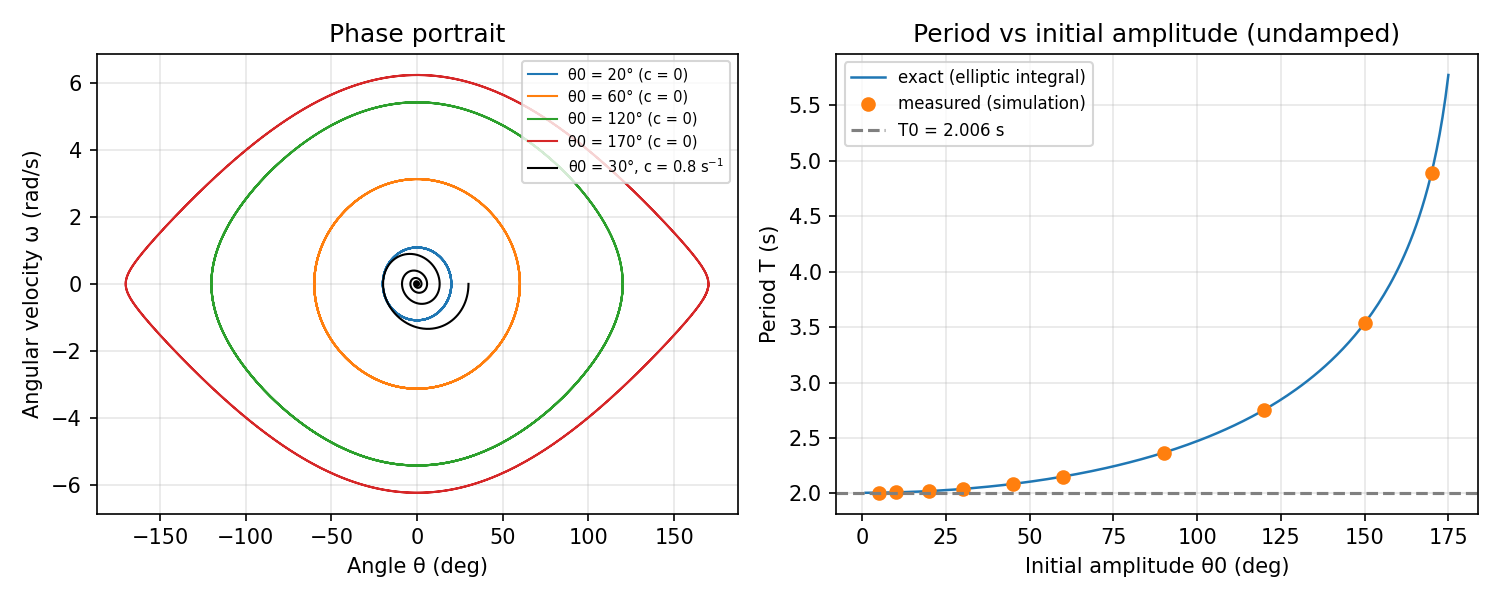 Phase portrait
θ0 = 20° (c = 0)
θ0 = 60° (c = 0)
θ0 = 120° (c = 0)
θ0 = 170° (c = 0)
θ0 = 30°, c = 0.8 s⁻¹
6
4
2
0
−2
−4
−6
Angular velocity ω (rad/s)
−150 −100 −50 0 50 100 150
Angle θ (deg)
Period vs initial amplitude (undamped)
exact (elliptic integral)
measured (simulation)
T0 = 2.006 s
5.5
5.0
4.5
4.0
3.5
3.0
2.5
2.0
Period T (s)
0 25 50 75 100 125 150 175
Initial amplitude θ0 (deg)